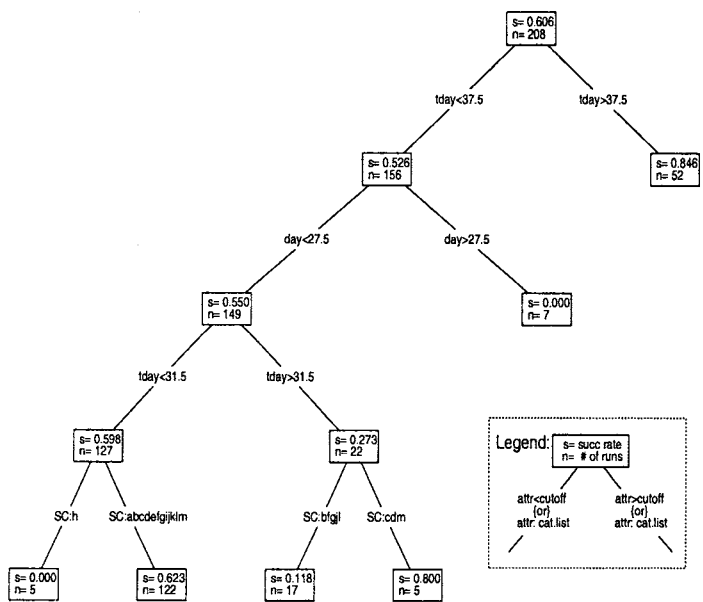 s= 0.606
n= 208
tday<37.5
tday>37.5
s= 0.526
n= 156
s= 0.846
n= 52
day<27.5
day>27.5
s= 0.550
n= 149
s= 0.000
n= 7
tday<31.5
tday>31.5
s= 0.598
n= 127
s= 0.273
n= 22
Legend:
s= succ rate
n= # of runs
attr<cutoff
{or}
attr: cat.list
attr>cutoff
{or}
attr: cat.list
SC:h
SC:abcdefgijklm
SC:bfgjl
SC:cdm
s= 0.000
n= 5
s= 0.623
n= 122
s= 0.118
n= 17
s= 0.800
n= 5